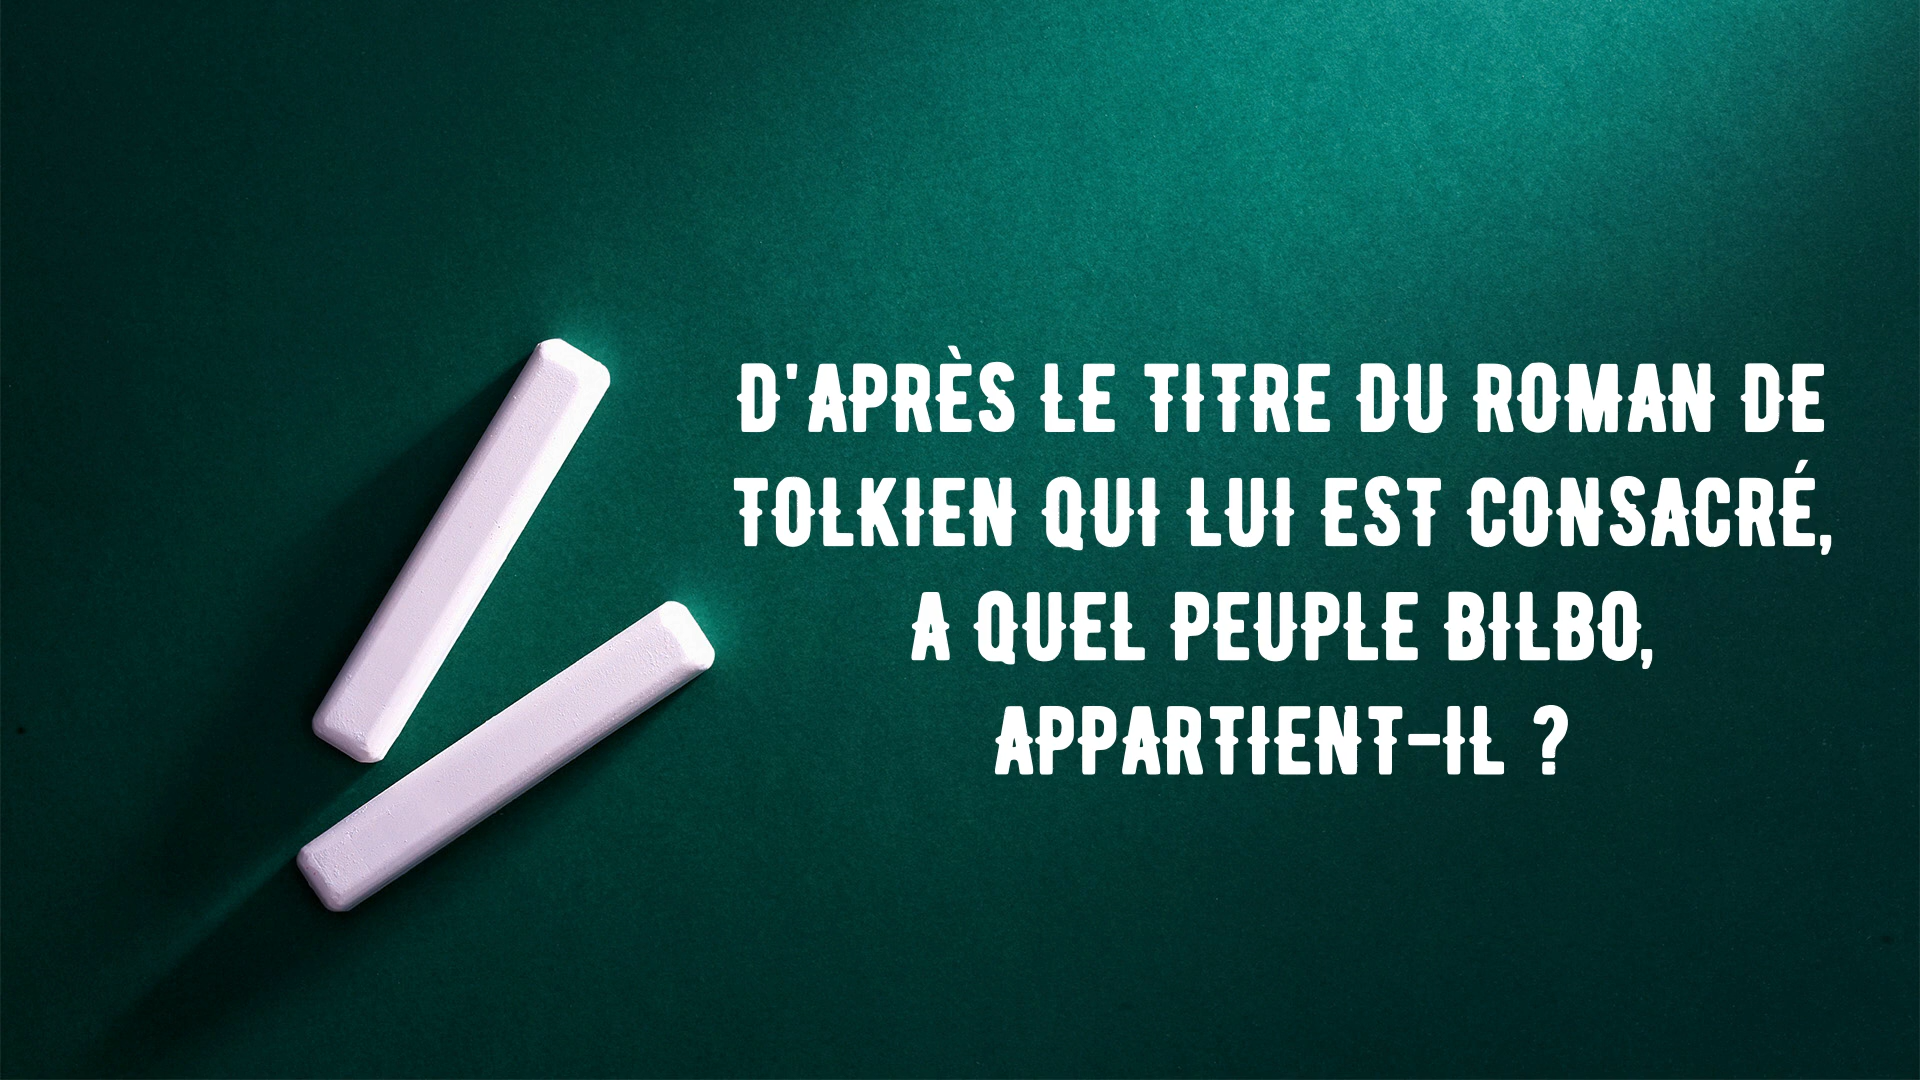 D'APRÈS LE TITRE DU ROMAN DE
TOLKIEN QUI LUI EST CONSACRÉ,
A QUEL PEUPLE BILBO,
APPARTIENT-IL ?